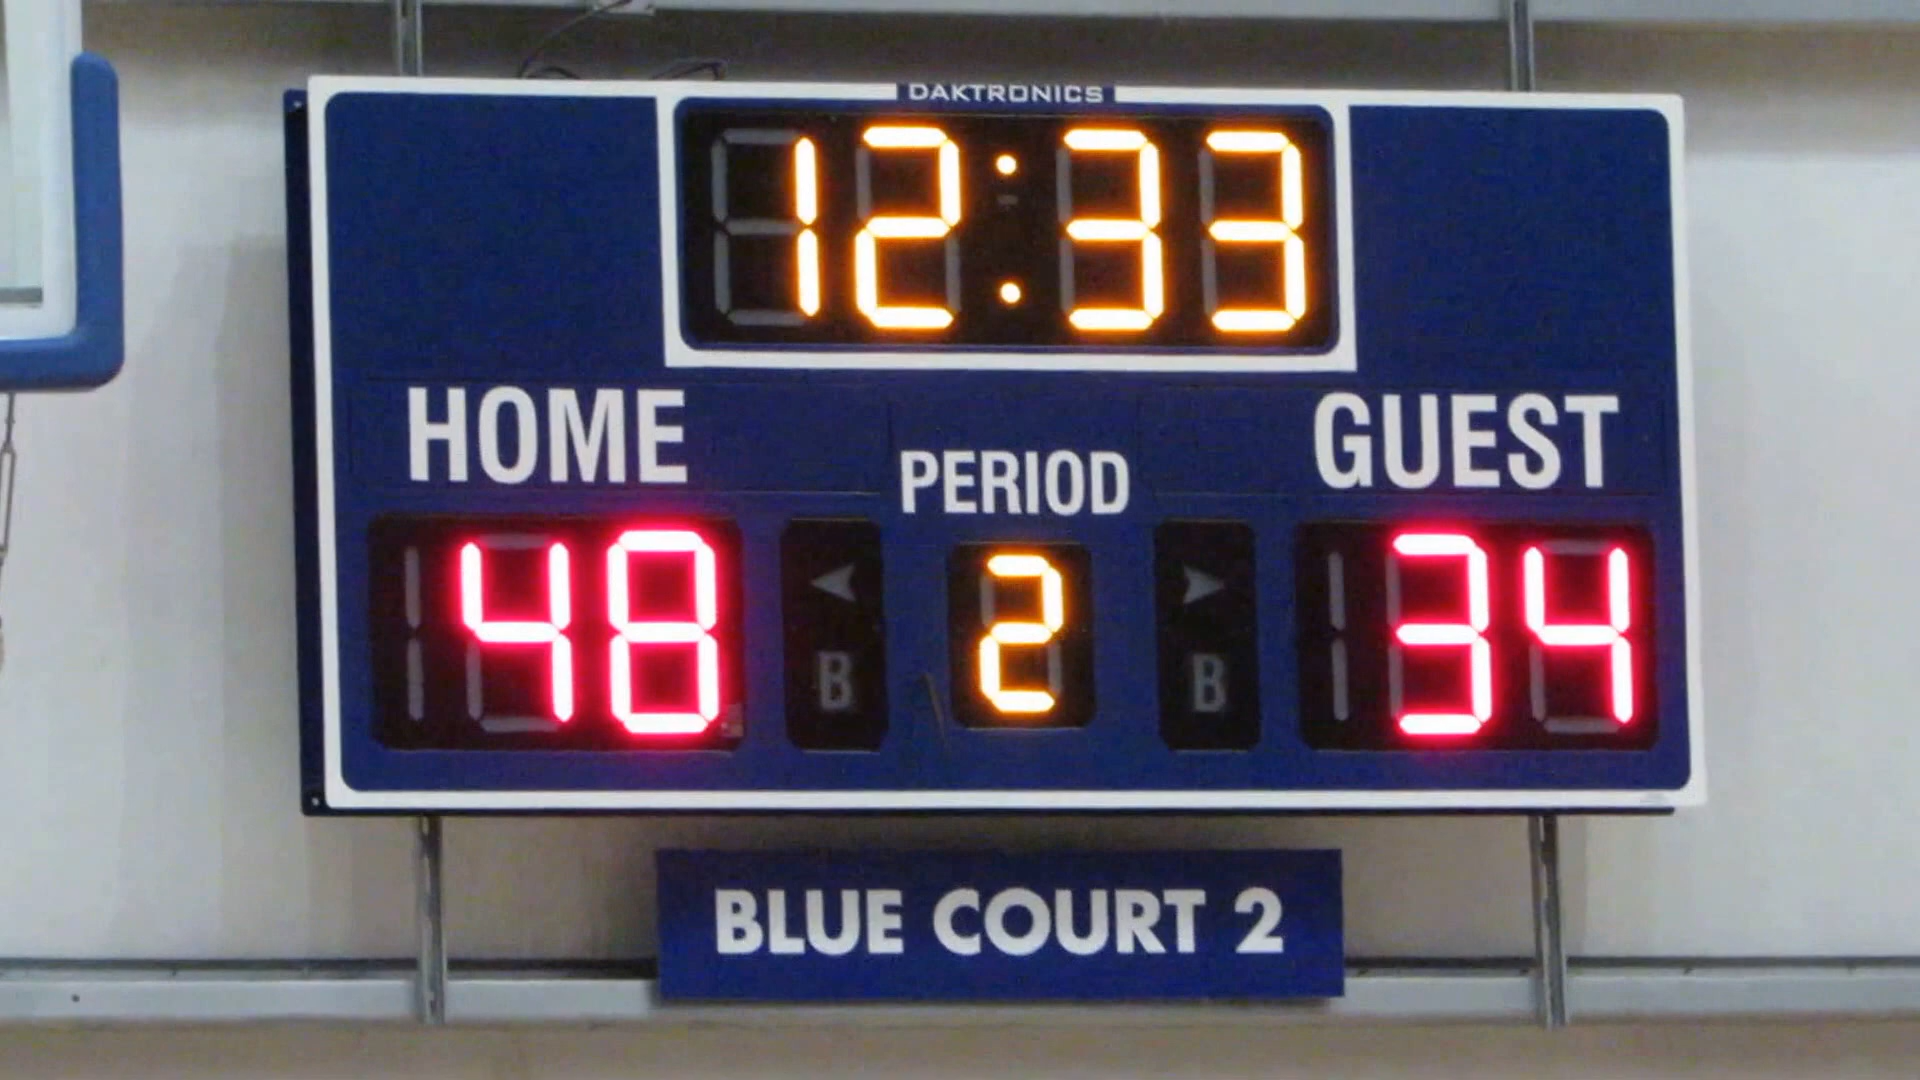 DAKTRONICS
12:33
HOME PERIOD GUEST
48 2 34
B B
BLUE COURT 2